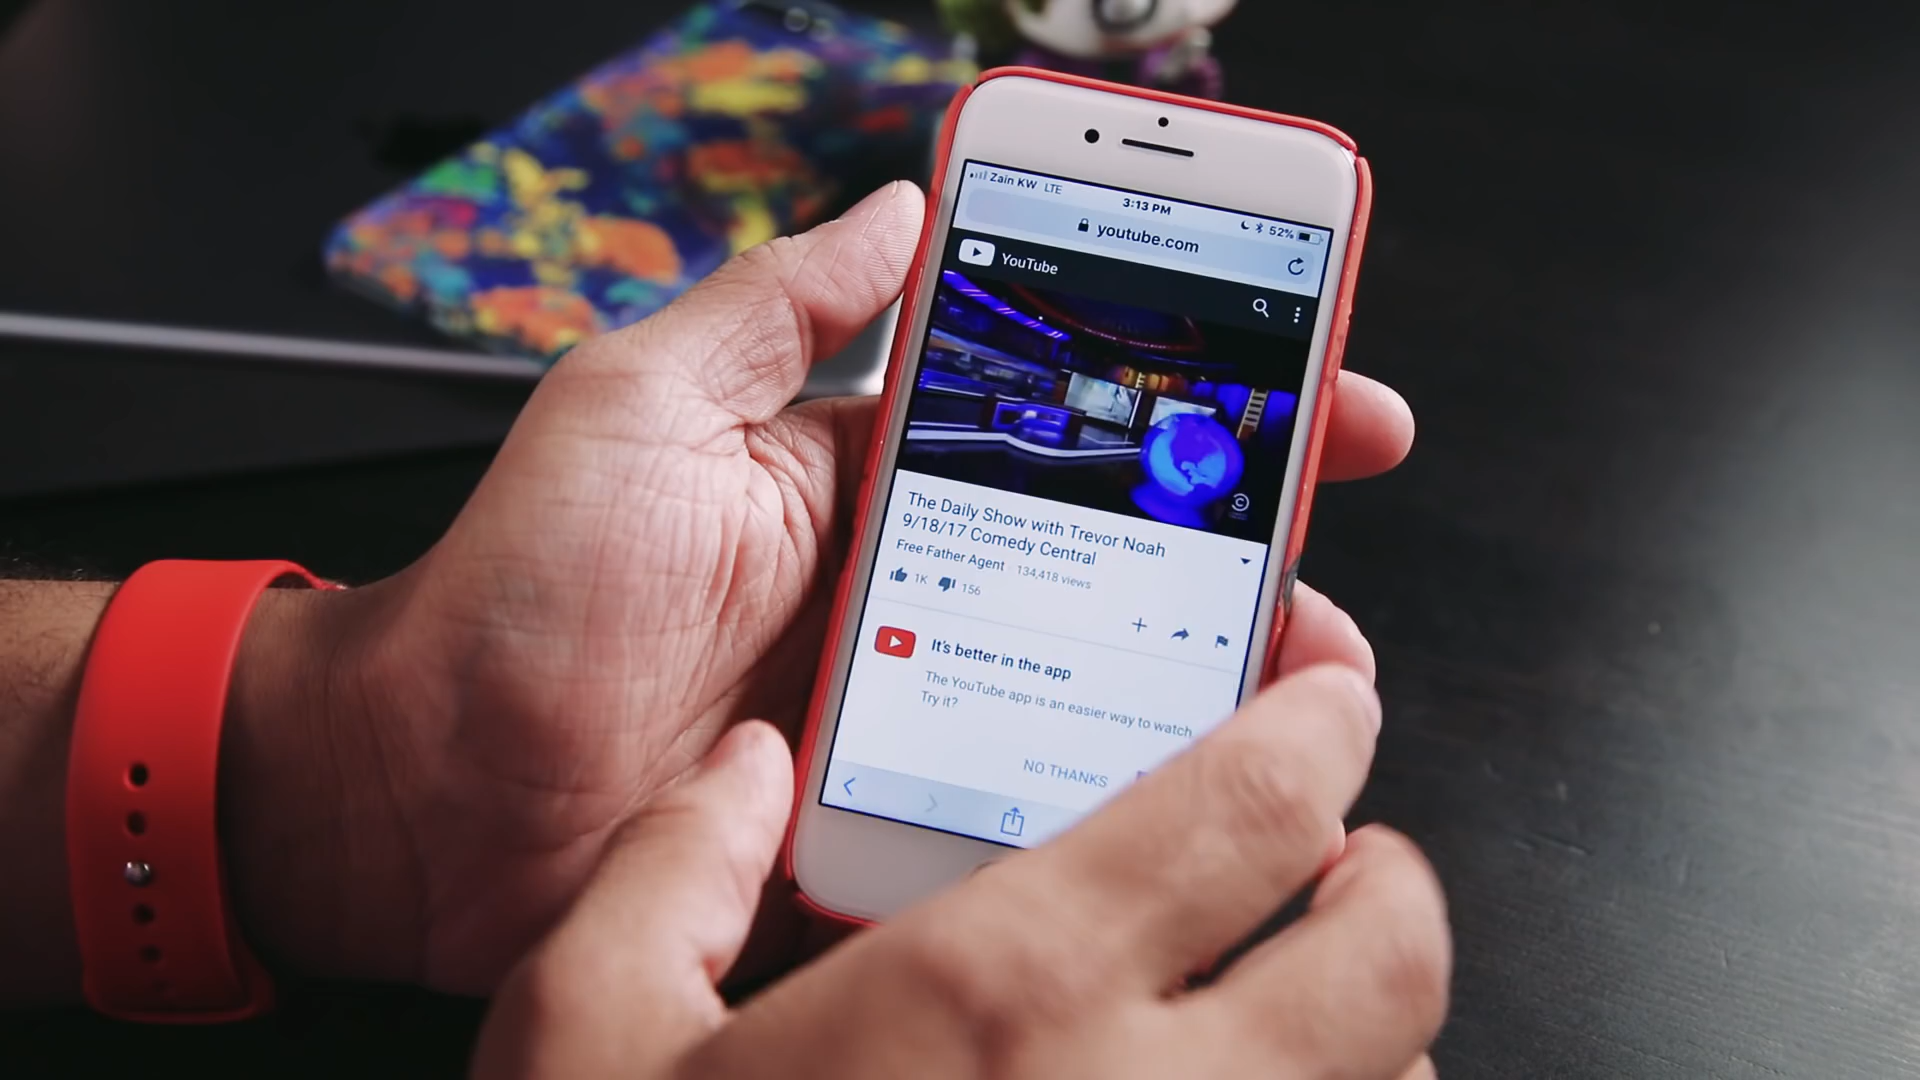 Zain KW LTE
3:13 PM
52%
youtube.com
YouTube
The Daily Show with Trevor Noah
9/18/17 Comedy Central
Free Father Agent · 134,418 views
1K 156
It's better in the app
The YouTube app is an easier way to watch.
Try it?
NO THANKS